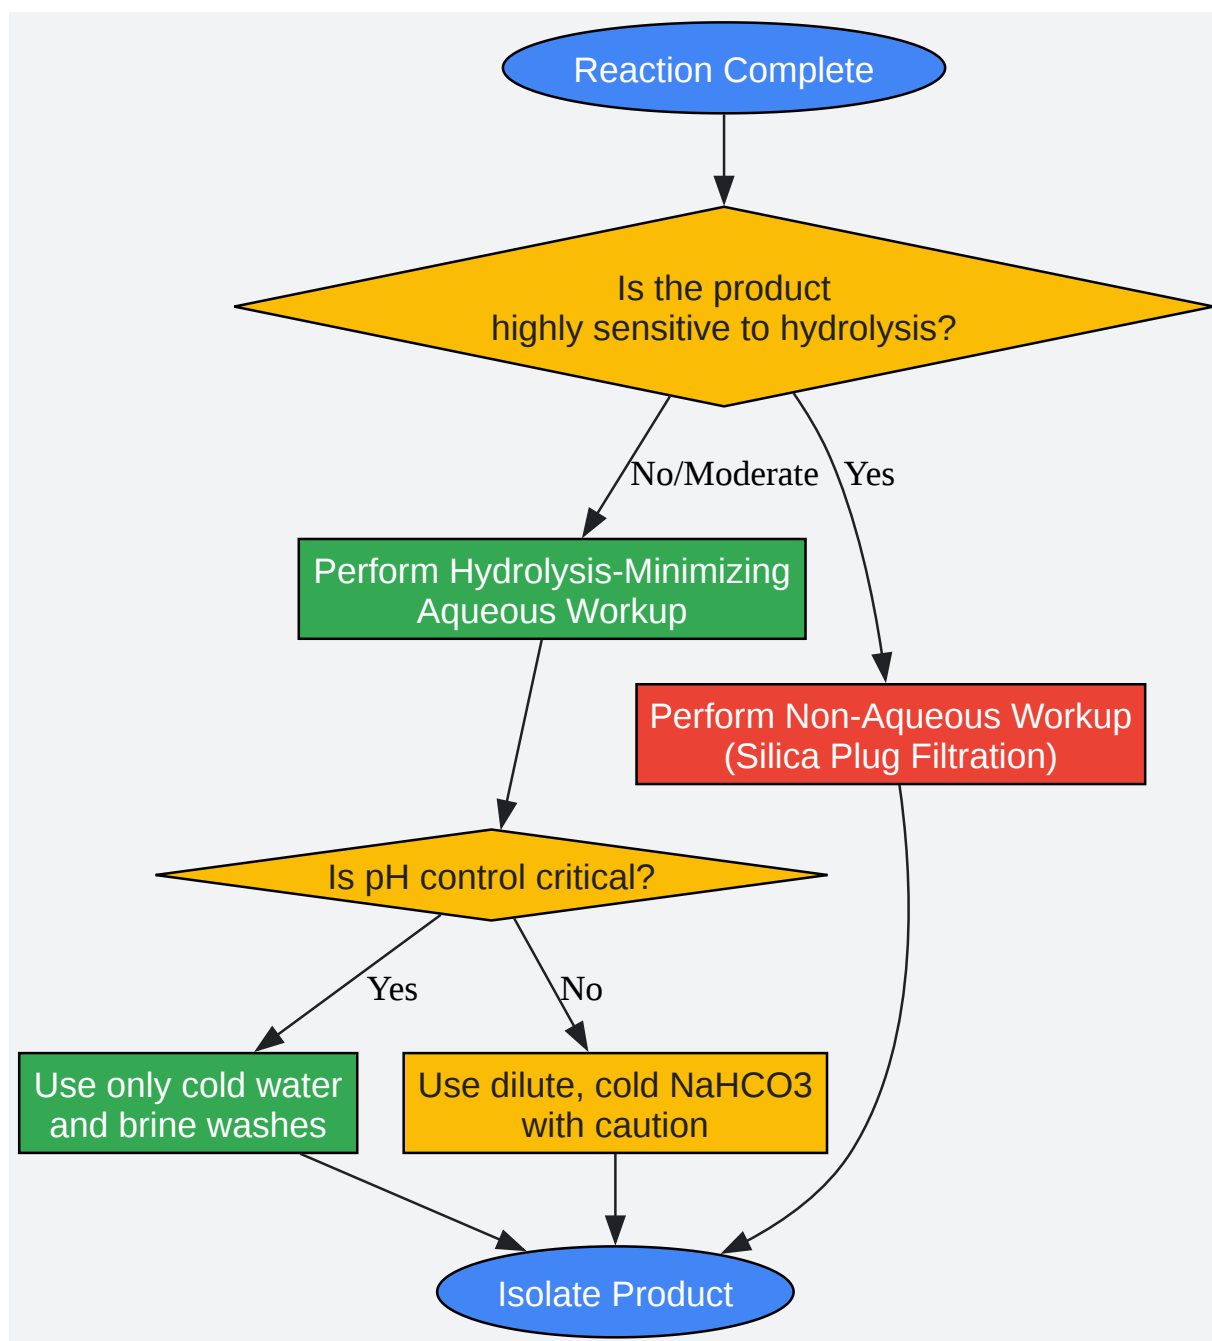 Reaction Complete
Is the product
highly sensitive to hydrolysis?
No/Moderate
Yes
Perform Hydrolysis-Minimizing
Aqueous Workup
Perform Non-Aqueous Workup
(Silica Plug Filtration)
Is pH control critical?
Yes
No
Use only cold water
and brine washes
Use dilute, cold NaHCO3
with caution
Isolate Product